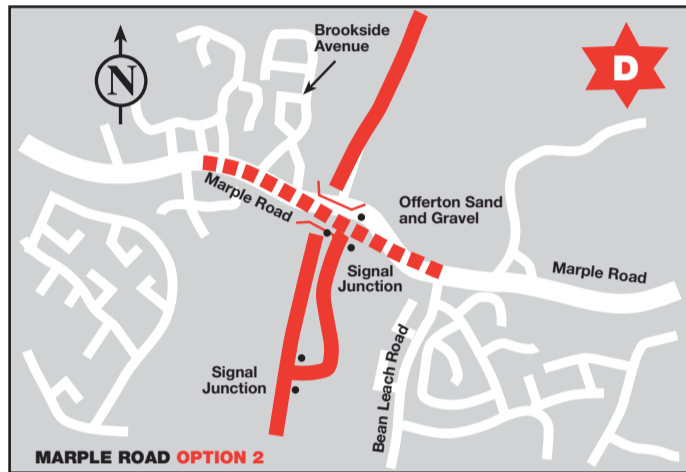 Brookside
Avenue
N
D
Marple Road
Offerton Sand
and Gravel
Signal
Junction
Marple Road
Signal
Junction
Bean Leach Road
MARPLE ROAD OPTION 2